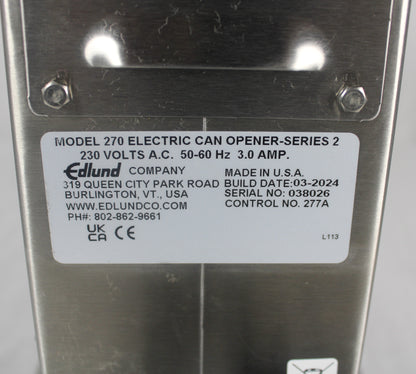 MODEL 270 ELECTRIC CAN OPENER-SERIES 2
230 VOLTS A.C. 50-60 Hz 3.0 AMP.
Edlund COMPANY MADE IN U.S.A.
319 QUEEN CITY PARK ROAD BUILD DATE:03-2024
BURLINGTON, VT., USA SERIAL NO: 038026
WWW.EDLUNDCO.COM CONTROL NO. 277A
PH#: 802-862-9661
UK
CA CE
L113